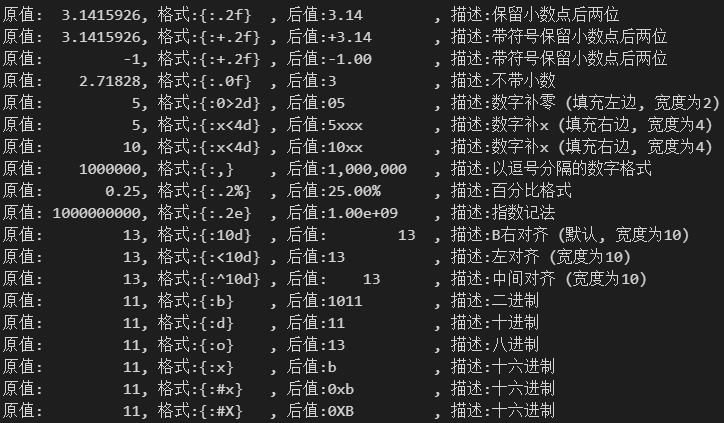 原值:  3.1415926, 格式:{:.2f}  , 后值:3.14          , 描述:保留小数点后两位
原值:  3.1415926, 格式:{:+.2f} , 后值:+3.14         , 描述:带符号保留小数点后两位
原值:         -1, 格式:{:+.2f} , 后值:-1.00         , 描述:带符号保留小数点后两位
原值:    2.71828, 格式:{:.0f}  , 后值:3             , 描述:不带小数
原值:          5, 格式:{:0>2d} , 后值:05            , 描述:数字补零 (填充左边, 宽度为2)
原值:          5, 格式:{:x<4d} , 后值:5xxx          , 描述:数字补x (填充右边, 宽度为4)
原值:         10, 格式:{:x<4d} , 后值:10xx          , 描述:数字补x (填充右边, 宽度为4)
原值:    1000000, 格式:{:,}    , 后值:1,000,000     , 描述:以逗号分隔的数字格式
原值:       0.25, 格式:{:.2%}  , 后值:25.00%        , 描述:百分比格式
原值: 1000000000, 格式:{:.2e}  , 后值:1.00e+09      , 描述:指数记法
原值:         13, 格式:{:10d}  , 后值:        13    , 描述:B右对齐 (默认, 宽度为10)
原值:         13, 格式:{:<10d} , 后值:13            , 描述:左对齐 (宽度为10)
原值:         13, 格式:{:^10d} , 后值:    13        , 描述:中间对齐 (宽度为10)
原值:         11, 格式:{:b}    , 后值:1011          , 描述:二进制
原值:         11, 格式:{:d}    , 后值:11            , 描述:十进制
原值:         11, 格式:{:o}    , 后值:13            , 描述:八进制
原值:         11, 格式:{:x}    , 后值:b             , 描述:十六进制
原值:         11, 格式:{:#x}   , 后值:0xb           , 描述:十六进制
原值:         11, 格式:{:#X}   , 后值:0XB           , 描述:十六进制